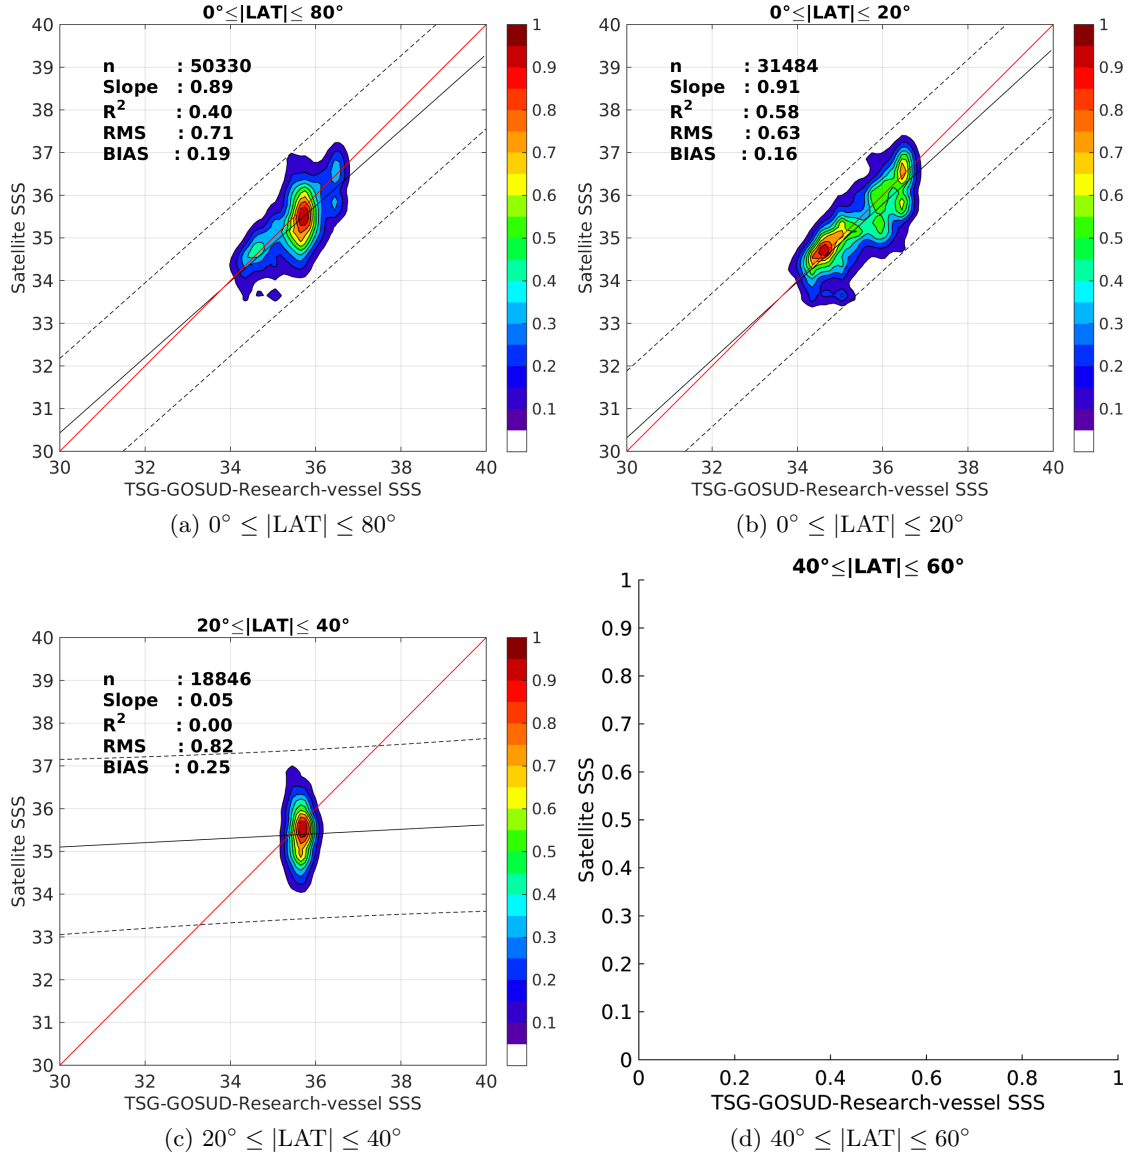 0°≤|LAT|≤ 80°
n : 50330
Slope : 0.89
R² : 0.40
RMS : 0.71
BIAS : 0.19
40
39
38
37
36
35
34
33
32
31
30
30 32 34 36 38 40
Satellite SSS
TSG-GOSUD-Research-vessel SSS
1
0.9
0.8
0.7
0.6
0.5
0.4
0.3
0.2
0.1
(a) 0° ≤ |LAT| ≤ 80°
0°≤|LAT|≤ 20°
n : 31484
Slope : 0.91
R² : 0.58
RMS : 0.63
BIAS : 0.16
40
39
38
37
36
35
34
33
32
31
30
30 32 34 36 38 40
Satellite SSS
TSG-GOSUD-Research-vessel SSS
1
0.9
0.8
0.7
0.6
0.5
0.4
0.3
0.2
0.1
(b) 0° ≤ |LAT| ≤ 20°
20°≤|LAT|≤ 40°
n : 18846
Slope : 0.05
R² : 0.00
RMS : 0.82
BIAS : 0.25
40
39
38
37
36
35
34
33
32
31
30
30 32 34 36 38 40
Satellite SSS
TSG-GOSUD-Research-vessel SSS
1
0.9
0.8
0.7
0.6
0.5
0.4
0.3
0.2
0.1
(c) 20° ≤ |LAT| ≤ 40°
40°≤|LAT|≤ 60°
1
0.9
0.8
0.7
0.6
0.5
0.4
0.3
0.2
0.1
0
0 0.2 0.4 0.6 0.8 1
Satellite SSS
TSG-GOSUD-Research-vessel SSS
(d) 40° ≤ |LAT| ≤ 60°